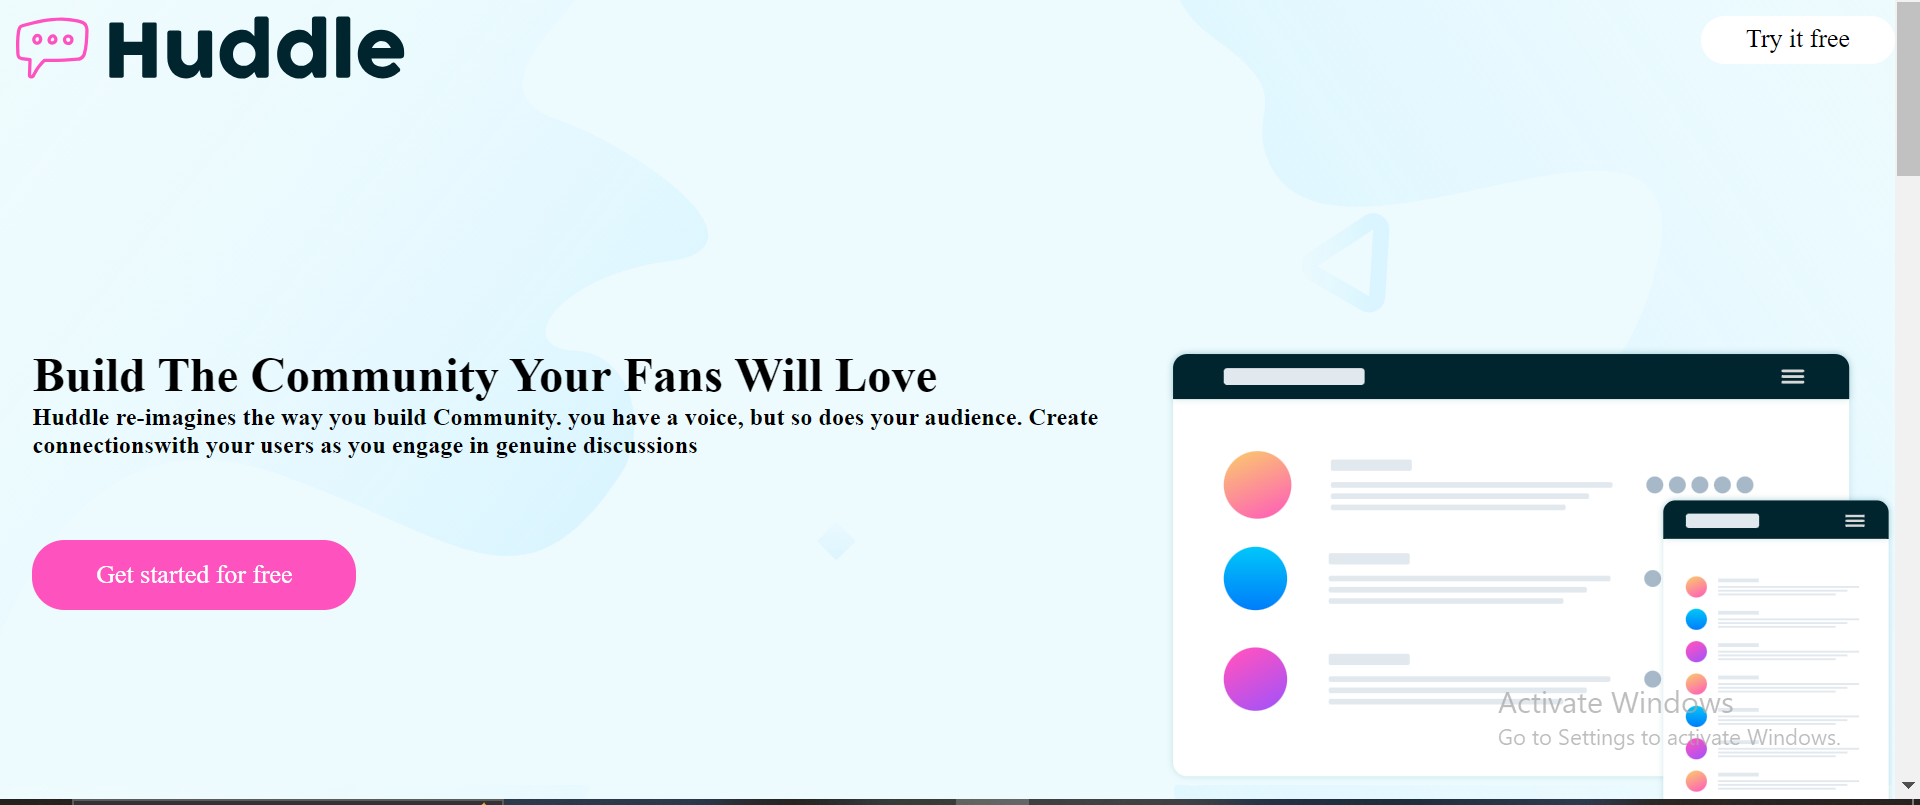 Huddle
Try it free
Build The Community Your Fans Will Love
Huddle re-imagines the way you build Community. you have a voice, but so does your audience. Create
connectionswith your users as you engage in genuine discussions
Get started for free
Activate Windows
Go to Settings to activate Windows.